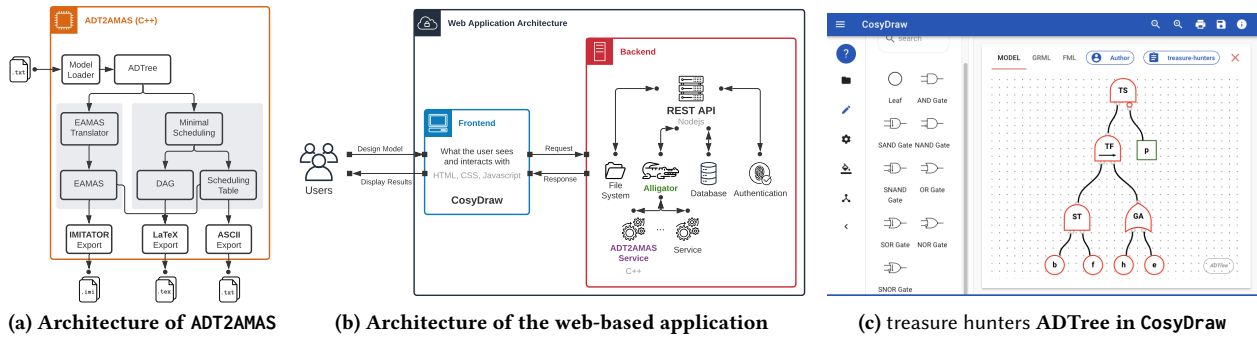 ADT2AMAS (C++)
.txt
Model
Loader
ADTree
EAMAS
Translator
Minimal
Scheduling
EAMAS
DAG
Scheduling
Table
IMITATOR
Export
LaTeX
Export
ASCII
Export
.imi
.tex
.txt
(a) Architecture of ADT2AMAS
Web Application Architecture
Users
Design Model
Display Results
Frontend
What the user sees
and interacts with
HTML, CSS, Javascript
CosyDraw
Request
Response
Backend
REST API
Nodejs
File
System
Alligator
Database
Authentication
ADT2AMAS
Service
C++
...
Service
(b) Architecture of the web-based application
CosyDraw
search
?
Leaf
AND Gate
SAND Gate
NAND Gate
SNAND
Gate
OR Gate
SOR Gate
NOR Gate
SNOR Gate
MODEL
GRML
FML
Author
treasure-hunters
TS
TF
p
ST
GA
b
f
h
e
ADTree
(c) treasure hunters ADTree in CosyDraw